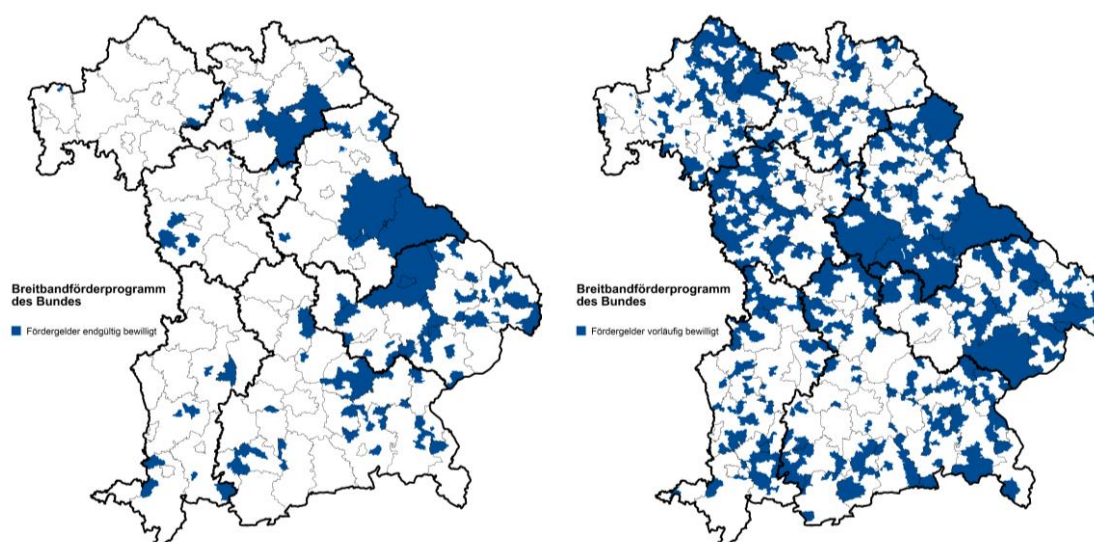 Breitbandförderprogramm
des Bundes
Fördergelder endgültig bewilligt
Breitbandförderprogramm
des Bundes
Fördergelder vorläufig bewilligt